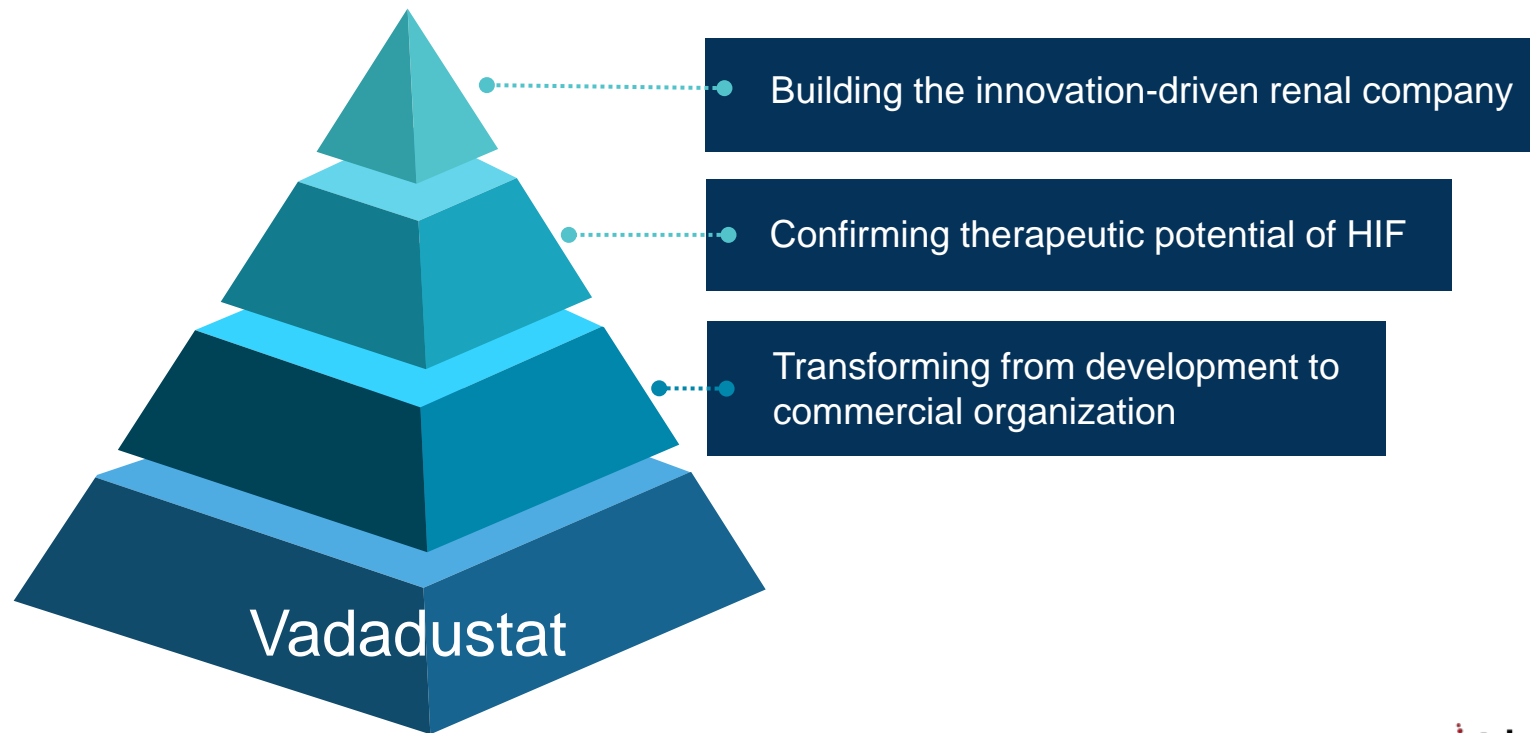 Building the innovation-driven renal company
Confirming therapeutic potential of HIF
Transforming from development to
commercial organization
Vadadustat